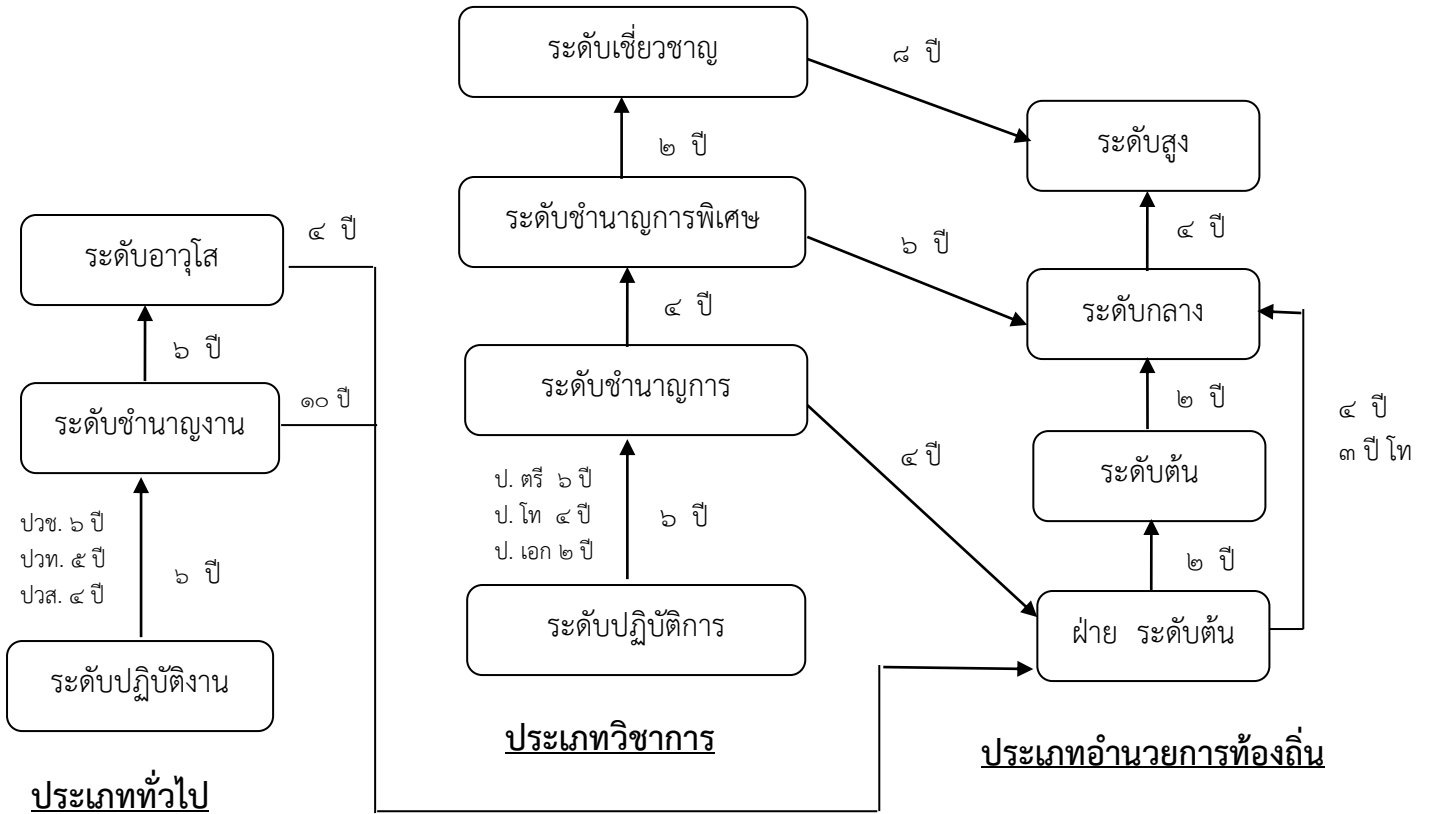 ระดับเชี่ยวชาญ
๘ ปี
ระดับสูง
๒ ปี
ระดับชำนาญการพิเศษ
๖ ปี
๔ ปี
ระดับอาวุโส
๔ ปี
ระดับกลาง
๔ ปี
๖ ปี
ระดับชำนาญงาน
๑๐ ปี
ระดับชำนาญการ
๒ ปี
๔ ปี
๓ ปี โท
๔ ปี
ระดับต้น
ปวช. ๖ ปี
ปวท. ๕ ปี
ปวส. ๔ ปี
๖ ปี
ป. ตรี ๖ ปี
ป. โท ๔ ปี
ป. เอก ๒ ปี
๖ ปี
๒ ปี
ฝ่าย ระดับต้น
ระดับปฏิบัติการ
ระดับปฏิบัติงาน
ประเภทวิชาการ
ประเภทอำนวยการท้องถิ่น
ประเภททั่วไป